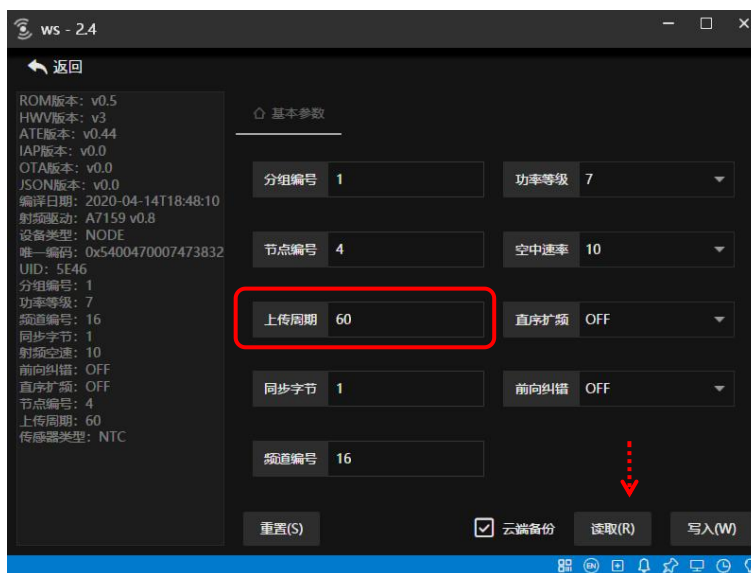 ws - 2.4
返回
ROM版本：v0.5
HWV版本：v3
ATE版本：v0.44
IAP版本：v0.0
OTA版本：v0.0
JSON版本：v0.0
编译日期：2020-04-14T18:48:10
射频驱动：A7159 v0.8
设备类型：NODE
唯一编码：0x5400470007473832
UID：5E46
分组编号：1
功率等级：7
频道编号：16
同步字节：1
射频空速：10
前向纠错：OFF
直序扩频：OFF
节点编号：4
上传周期：60
传感器类型：NTC
基本参数
分组编号 1 功率等级 7
节点编号 4 空中速率 10
上传周期 60 直序扩频 OFF
同步字节 1 前向纠错 OFF
频道编号 16
重置(S) 云端备份 读取(R) 写入(W)
EN